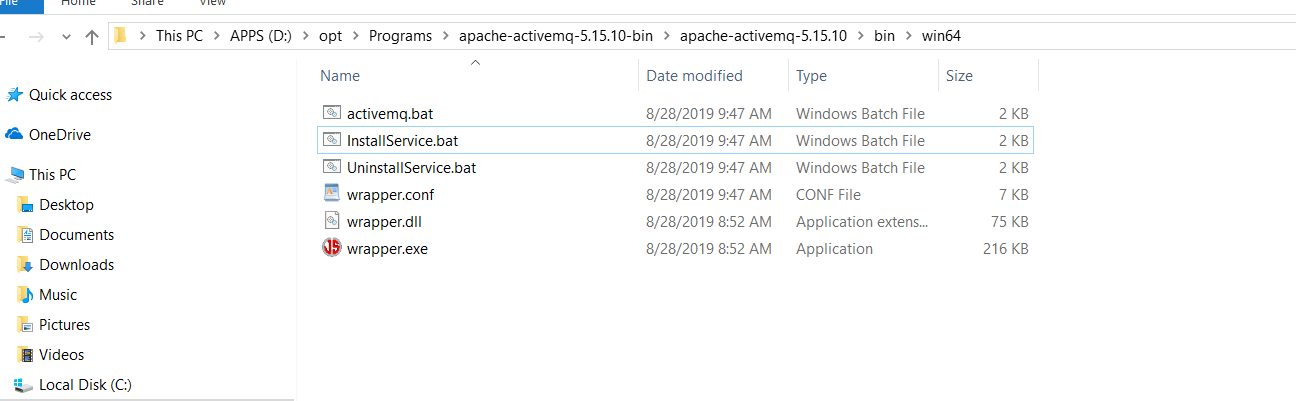 File Home Share View
This PC APPS (D:) opt Programs apache-activemq-5.15.10-bin apache-activemq-5.15.10 bin win64
Name Date modified Type Size
Quick access
OneDrive
This PC
Desktop
Documents
Downloads
Music
Pictures
Videos
Local Disk (C:)
activemq.bat 8/28/2019 9:47 AM Windows Batch File 2 KB
InstallService.bat 8/28/2019 9:47 AM Windows Batch File 2 KB
UninstallService.bat 8/28/2019 9:47 AM Windows Batch File 2 KB
wrapper.conf 8/28/2019 9:47 AM CONF File 7 KB
wrapper.dll 8/28/2019 8:52 AM Application extens... 75 KB
wrapper.exe 8/28/2019 8:52 AM Application 216 KB